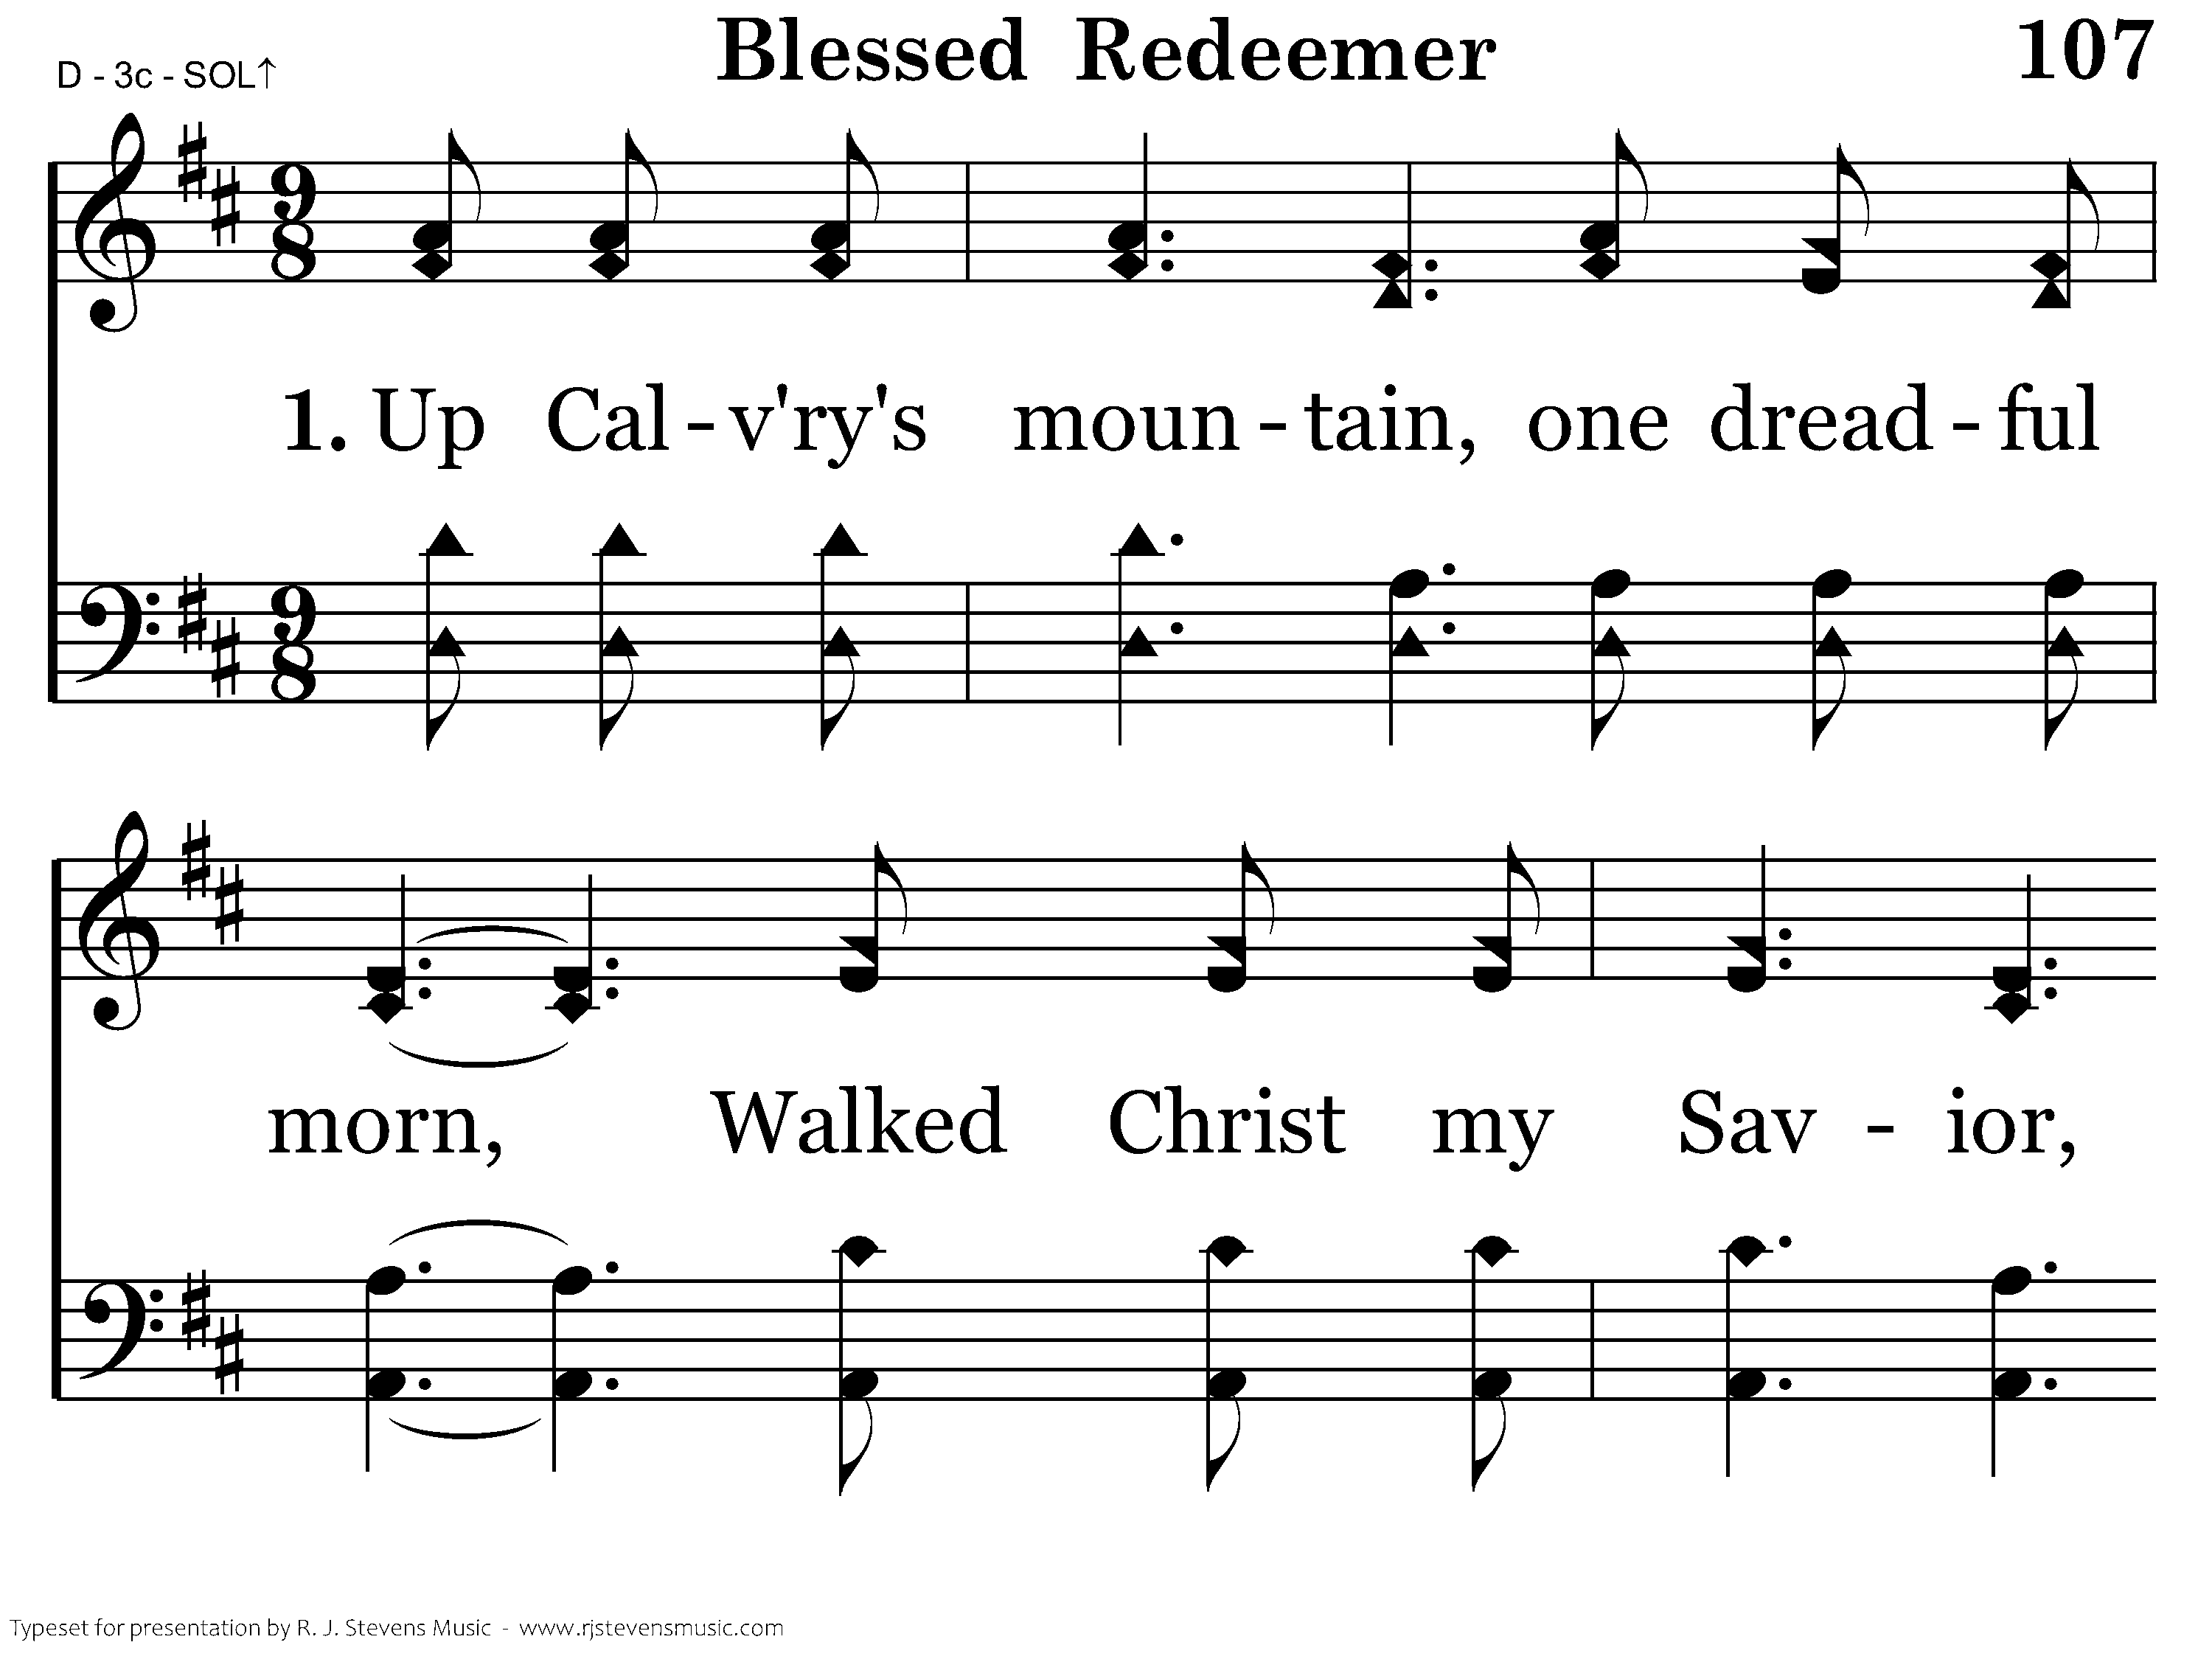 Blessed Redeemer 107
D - 3c - SOL↑
9
8
1. Up Cal - v'ry's moun - tain, one dread - ful
9
8
morn, Walked Christ my Sav - ior,
Typeset for presentation by R. J. Stevens Music - www.rjstevensmusic.com